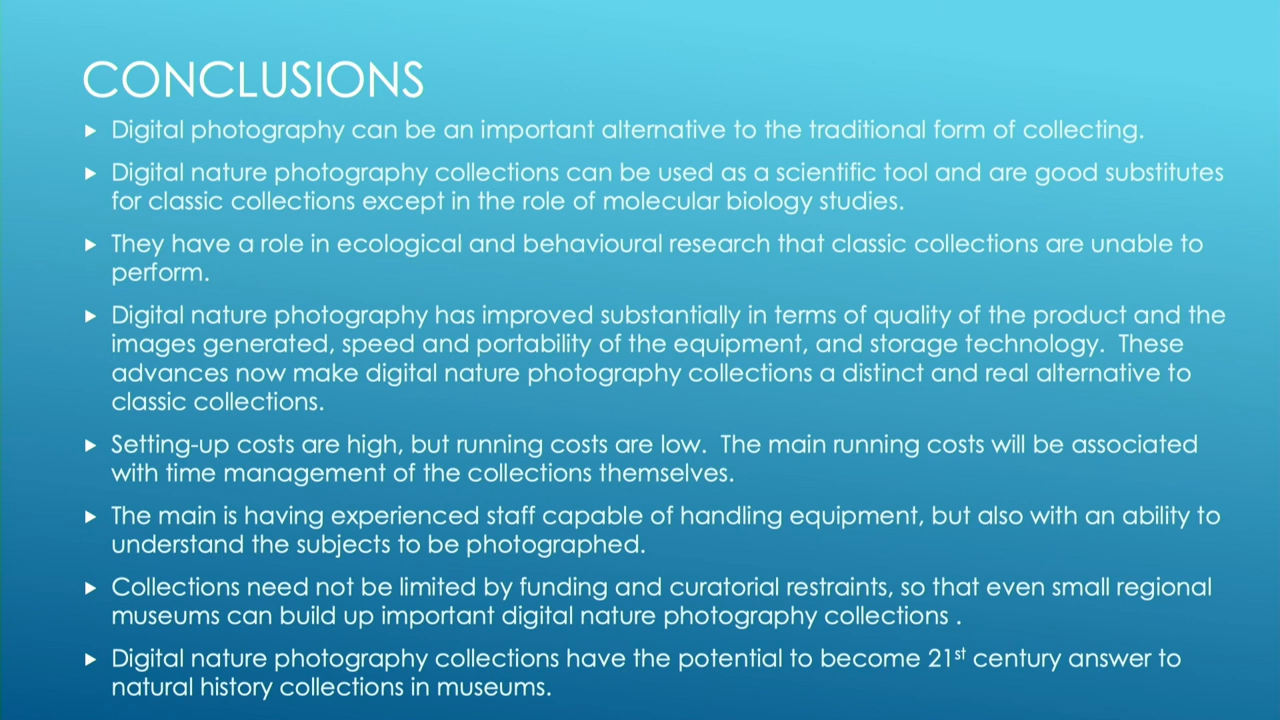 CONCLUSIONS
Digital photography can be an important alternative to the traditional form of collecting.
Digital nature photography collections can be used as a scientific tool and are good substitutes
for classic collections except in the role of molecular biology studies.
They have a role in ecological and behavioural research that classic collections are unable to
perform.
Digital nature photography has improved substantially in terms of quality of the product and the
images generated, speed and portability of the equipment, and storage technology.  These
advances now make digital nature photography collections a distinct and real alternative to
classic collections.
Setting-up costs are high, but running costs are low.  The main running costs will be associated
with time management of the collections themselves.
The main is having experienced staff capable of handling equipment, but also with an ability to
understand the subjects to be photographed.
Collections need not be limited by funding and curatorial restraints, so that even small regional
museums can build up important digital nature photography collections .
Digital nature photography collections have the potential to become 21st century answer to
natural history collections in museums.